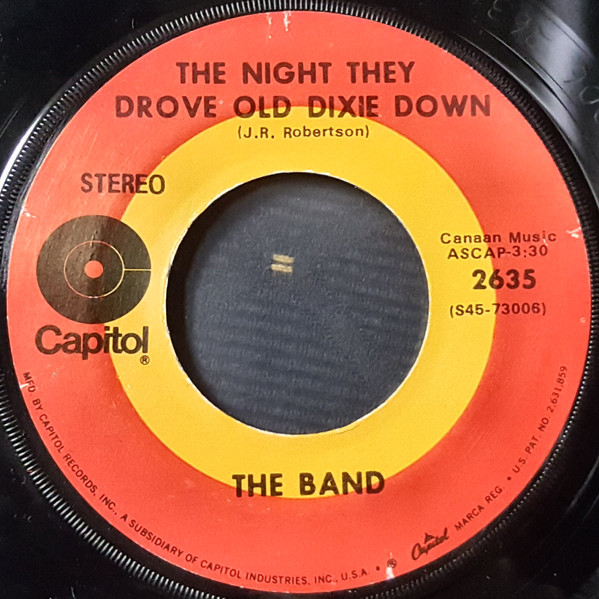 THE NIGHT THEY
DROVE OLD DIXIE DOWN
(J.R. Robertson)
STEREO
Canaan Music
ASCAP-3:30
2635
(S45-73006)
Capitol®
THE BAND
MFD. BY CAPITOL RECORDS, INC., A SUBSIDIARY OF CAPITOL INDUSTRIES, INC., U.S.A. • ® Capitol MARCA REG. • U.S. PAT. NO. 2,631,859